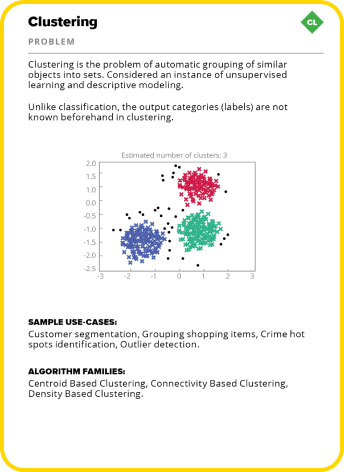 Clustering
CL
PROBLEM
Clustering is the problem of automatic grouping of similar
objects into sets. Considered an instance of unsupervised
learning and descriptive modeling.
Unlike classification, the output categories (labels) are not
known beforehand in clustering.
Estimated number of clusters: 3
2.0
1.5
1.0
0.0
-0.5
-1.0
-1.5
-2.0
-2.5
-3 -2 -1 0 1 2 3
SAMPLE USE-CASES:
Customer segmentation, Grouping shopping items, Crime hot
spots identification, Outlier detection.
ALGORITHM FAMILIES:
Centroid Based Clustering, Connectivity Based Clustering,
Density Based Clustering.